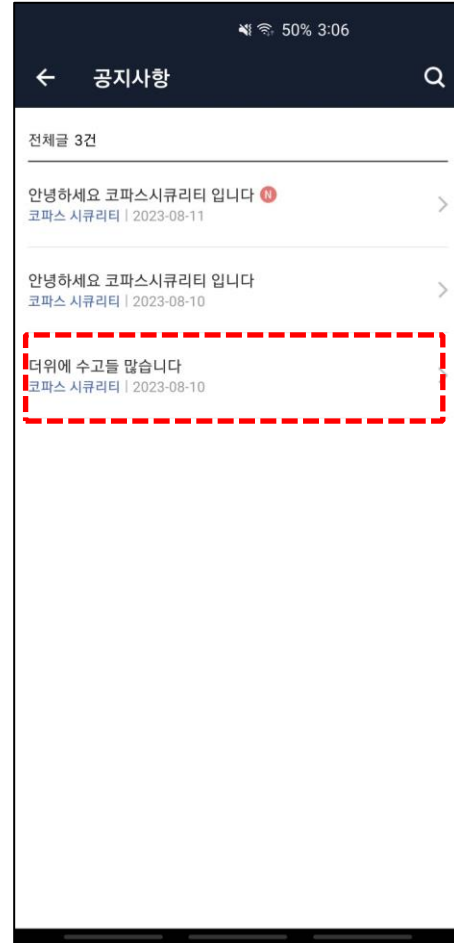 50% 3:06
공지사항
전체글 3건
안녕하세요 코파스시큐리티 입니다 N
코파스 시큐리티 | 2023-08-11
안녕하세요 코파스시큐리티 입니다
코파스 시큐리티 | 2023-08-10
더위에 수고들 많습니다
코파스 시큐리티 | 2023-08-10